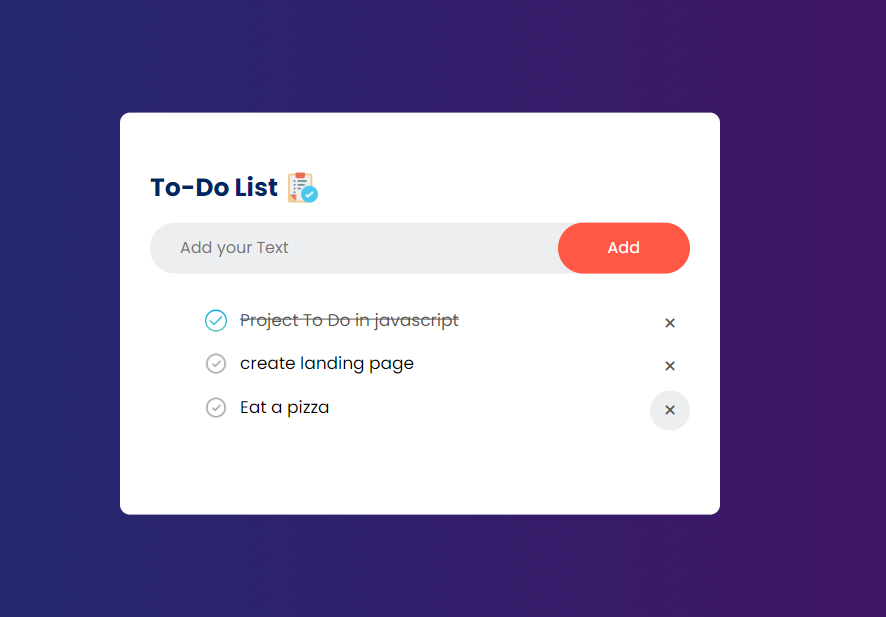 To-Do List
Add your Text
Add
Project To Do in javascript
create landing page
Eat a pizza